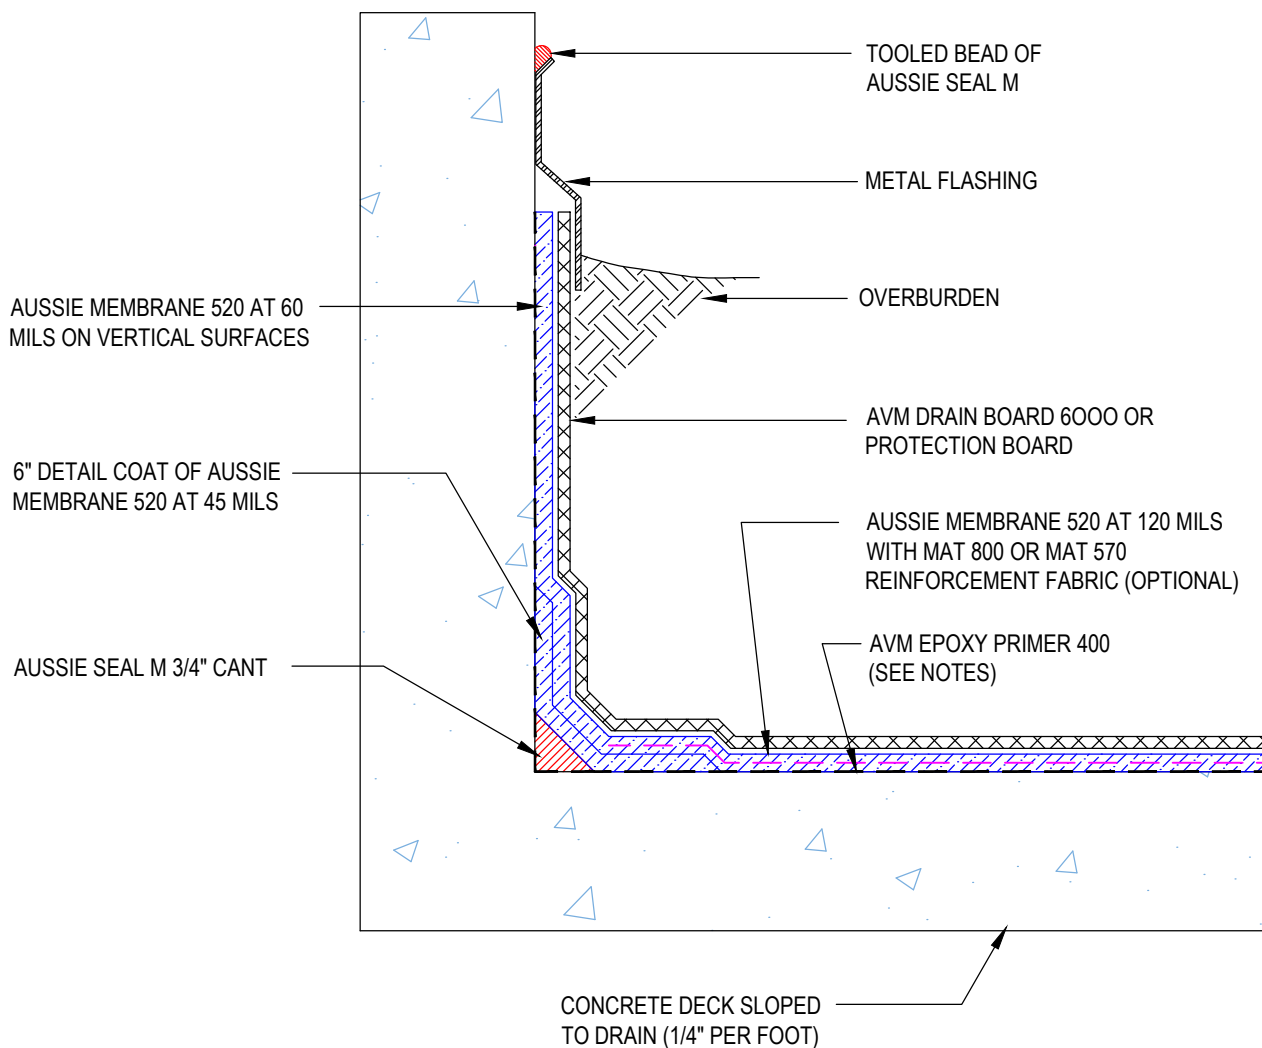 TOOLED BEAD OF
AUSSIE SEAL M
METAL FLASHING
OVERBURDEN
AUSSIE MEMBRANE 520 AT 60
MILS ON VERTICAL SURFACES
AVM DRAIN BOARD 6OOO OR
PROTECTION BOARD
6" DETAIL COAT OF AUSSIE
MEMBRANE 520 AT 45 MILS
AUSSIE MEMBRANE 520 AT 120 MILS
WITH MAT 800 OR MAT 570
REINFORCEMENT FABRIC (OPTIONAL)
AVM EPOXY PRIMER 400
(SEE NOTES)
AUSSIE SEAL M 3/4" CANT
CONCRETE DECK SLOPED
TO DRAIN (1/4" PER FOOT)